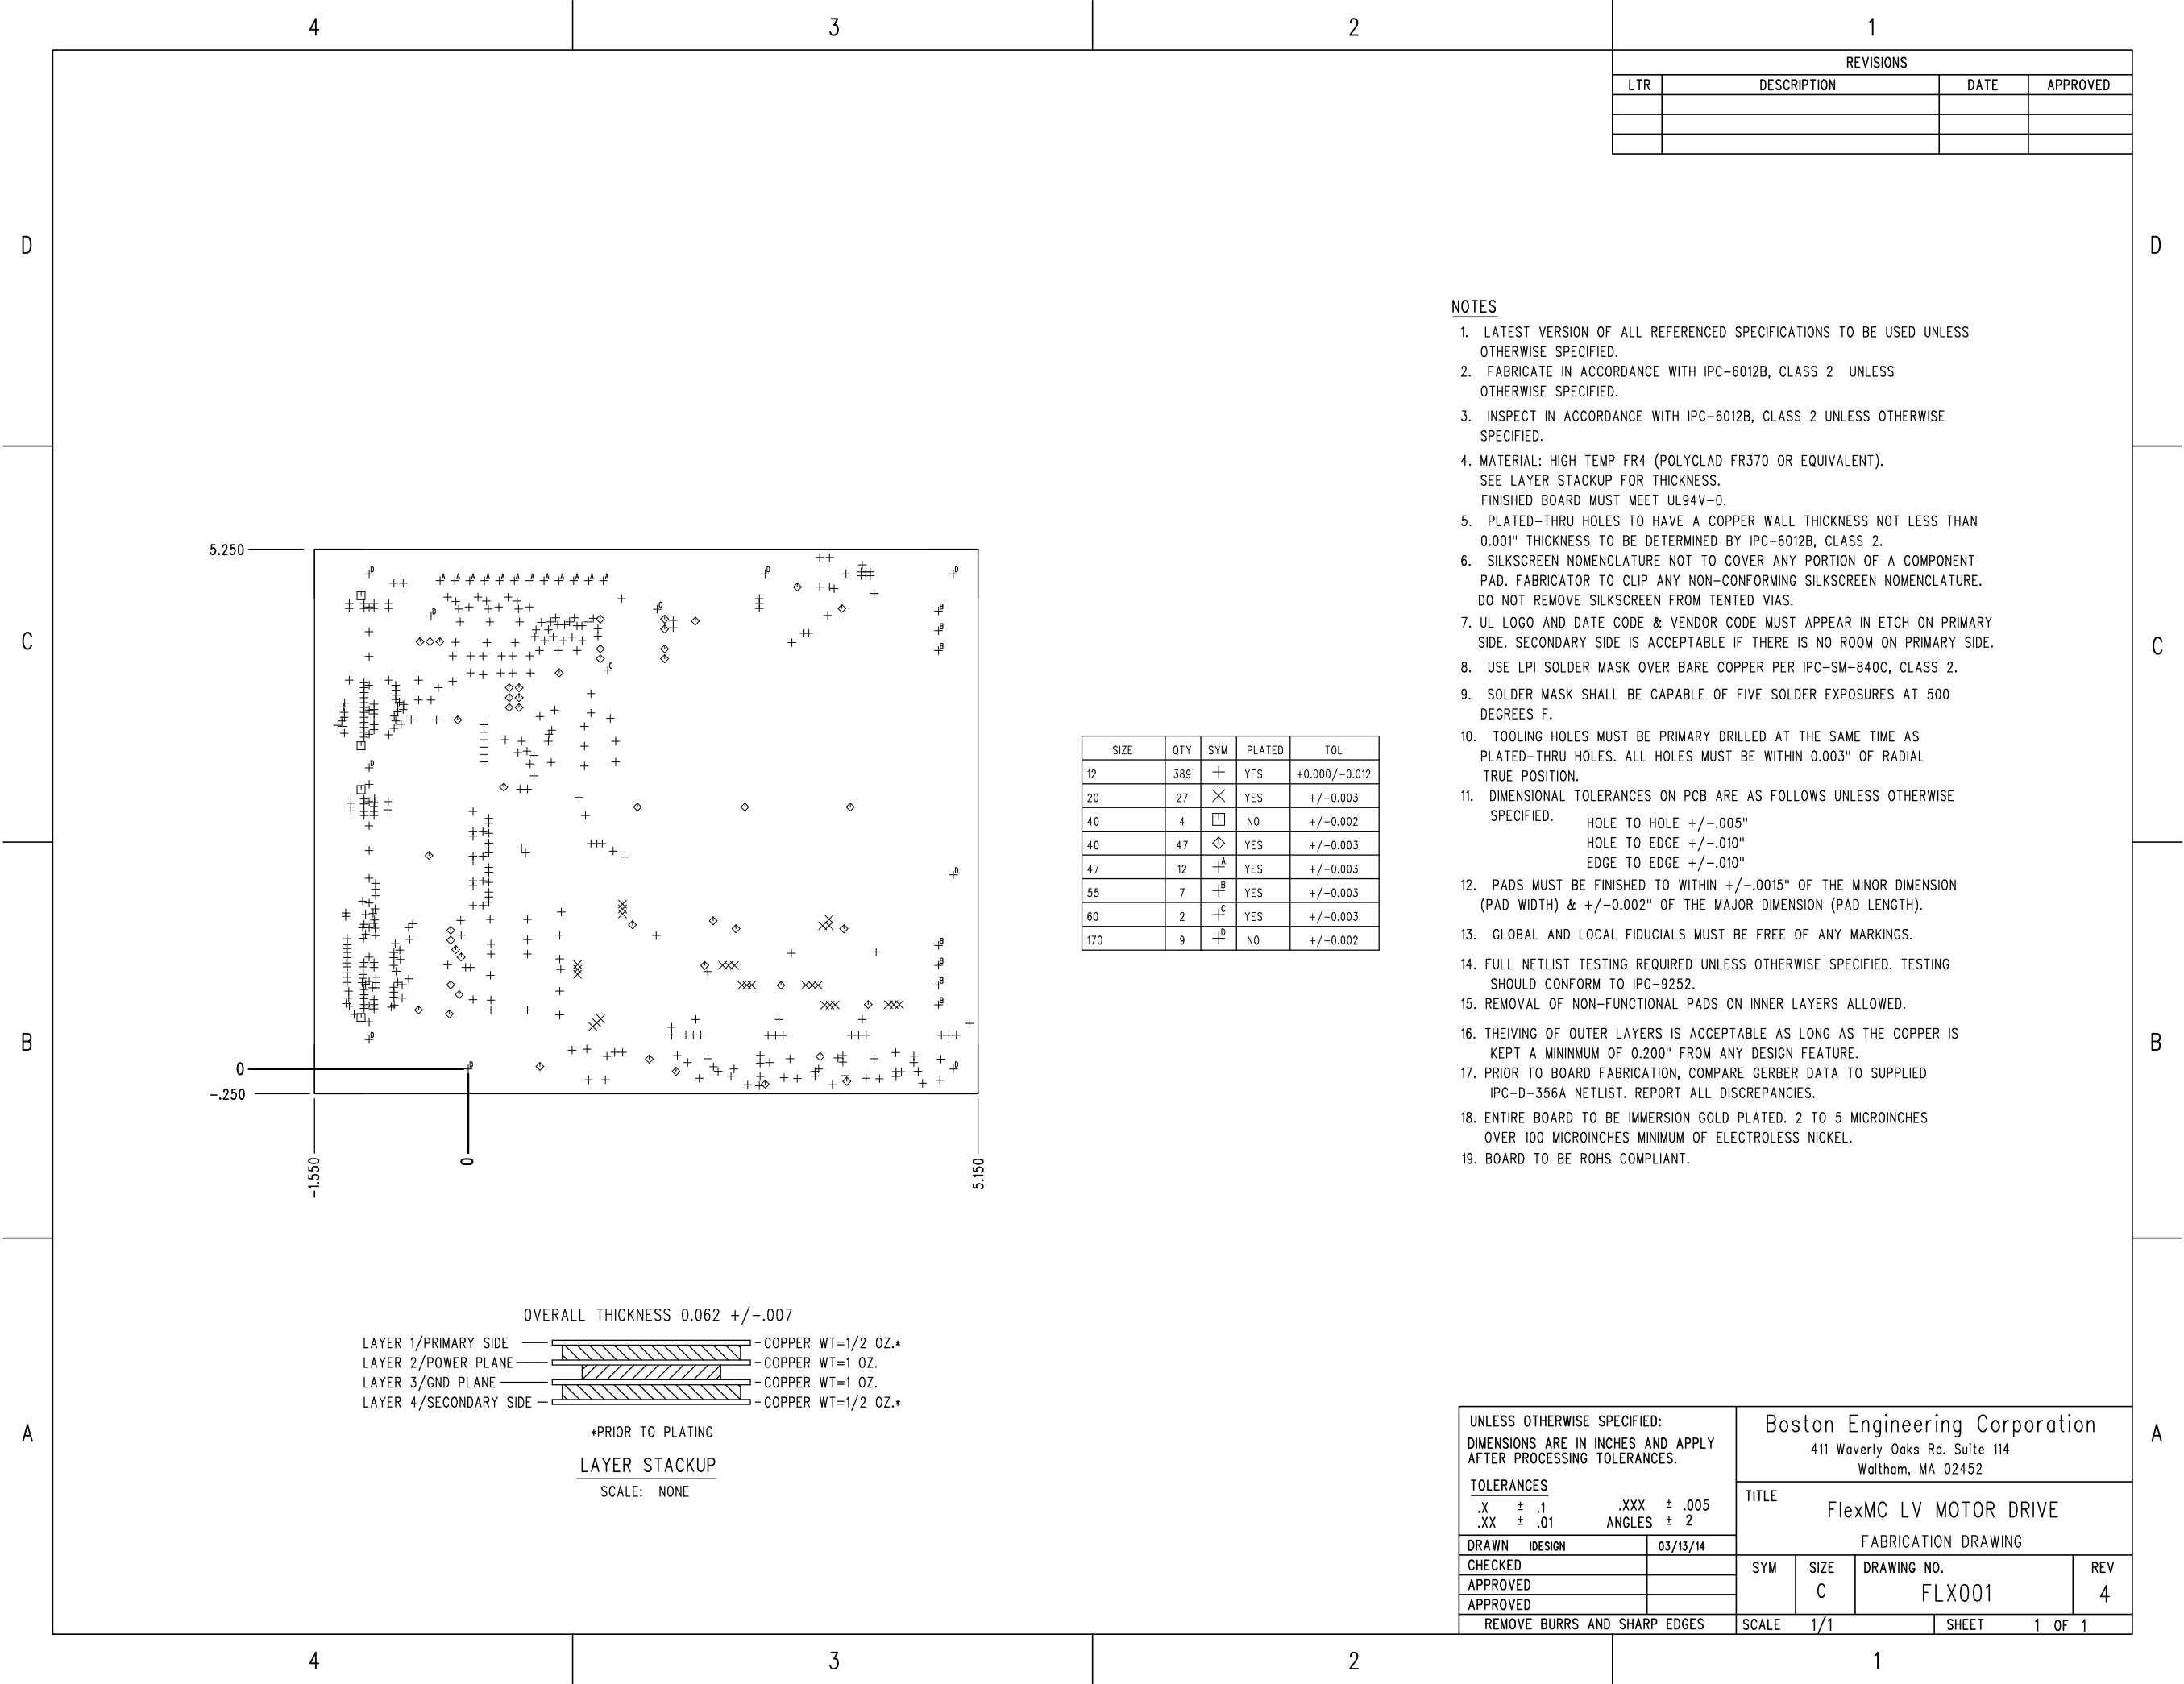 4 3 2 1
REVISIONS
LTR DESCRIPTION DATE APPROVED
D D
NOTES
1. LATEST VERSION OF ALL REFERENCED SPECIFICATIONS TO BE USED UNLESS
OTHERWISE SPECIFIED.
2. FABRICATE IN ACCORDANCE WITH IPC-6012B, CLASS 2 UNLESS
OTHERWISE SPECIFIED.
3. INSPECT IN ACCORDANCE WITH IPC-6012B, CLASS 2 UNLESS OTHERWISE
SPECIFIED.
4. MATERIAL: HIGH TEMP FR4 (POLYCLAD FR370 OR EQUIVALENT).
SEE LAYER STACKUP FOR THICKNESS.
FINISHED BOARD MUST MEET UL94V-0.
5. PLATED-THRU HOLES TO HAVE A COPPER WALL THICKNESS NOT LESS THAN
0.001" THICKNESS TO BE DETERMINED BY IPC-6012B, CLASS 2.
6. SILKSCREEN NOMENCLATURE NOT TO COVER ANY PORTION OF A COMPONENT
PAD. FABRICATOR TO CLIP ANY NON-CONFORMING SILKSCREEN NOMENCLATURE.
DO NOT REMOVE SILKSCREEN FROM TENTED VIAS.
7. UL LOGO AND DATE CODE & VENDOR CODE MUST APPEAR IN ETCH ON PRIMARY
SIDE. SECONDARY SIDE IS ACCEPTABLE IF THERE IS NO ROOM ON PRIMARY SIDE.
8. USE LPI SOLDER MASK OVER BARE COPPER PER IPC-SM-840C, CLASS 2.
9. SOLDER MASK SHALL BE CAPABLE OF FIVE SOLDER EXPOSURES AT 500
DEGREES F.
10. TOOLING HOLES MUST BE PRIMARY DRILLED AT THE SAME TIME AS
PLATED-THRU HOLES. ALL HOLES MUST BE WITHIN 0.003" OF RADIAL
TRUE POSITION.
11. DIMENSIONAL TOLERANCES ON PCB ARE AS FOLLOWS UNLESS OTHERWISE
SPECIFIED.
HOLE TO HOLE +/-.005"
HOLE TO EDGE +/-.010"
EDGE TO EDGE +/-.010"
12. PADS MUST BE FINISHED TO WITHIN +/-.0015" OF THE MINOR DIMENSION
(PAD WIDTH) & +/-0.002" OF THE MAJOR DIMENSION (PAD LENGTH).
13. GLOBAL AND LOCAL FIDUCIALS MUST BE FREE OF ANY MARKINGS.
14. FULL NETLIST TESTING REQUIRED UNLESS OTHERWISE SPECIFIED. TESTING
SHOULD CONFORM TO IPC-9252.
15. REMOVAL OF NON-FUNCTIONAL PADS ON INNER LAYERS ALLOWED.
16. THEIVING OF OUTER LAYERS IS ACCEPTABLE AS LONG AS THE COPPER IS
KEPT A MININMUM OF 0.200" FROM ANY DESIGN FEATURE.
17. PRIOR TO BOARD FABRICATION, COMPARE GERBER DATA TO SUPPLIED
IPC-D-356A NETLIST. REPORT ALL DISCREPANCIES.
18. ENTIRE BOARD TO BE IMMERSION GOLD PLATED. 2 TO 5 MICROINCHES
OVER 100 MICROINCHES MINIMUM OF ELECTROLESS NICKEL.
19. BOARD TO BE ROHS COMPLIANT.
C C
5.250
0
-.250
-1.550
0
5.150
SIZE QTY SYM PLATED TOL
12 389 YES +0.000/-0.012
20 27 YES +/-0.003
40 4 NO +/-0.002
40 47 YES +/-0.003
47 12 A YES +/-0.003
55 7 B YES +/-0.003
60 2 C YES +/-0.003
170 9 D NO +/-0.002
B B
OVERALL THICKNESS 0.062 +/-.007
LAYER 1/PRIMARY SIDE COPPER WT=1/2 OZ.*
LAYER 2/POWER PLANE COPPER WT=1 OZ.
LAYER 3/GND PLANE COPPER WT=1 OZ.
LAYER 4/SECONDARY SIDE COPPER WT=1/2 OZ.*
*PRIOR TO PLATING
LAYER STACKUP
SCALE: NONE
A A
UNLESS OTHERWISE SPECIFIED:
DIMENSIONS ARE IN INCHES AND APPLY
AFTER PROCESSING TOLERANCES.
TOLERANCES
.X ± .1 .XXX ± .005
.XX ± .01 ANGLES ± 2
DRAWN IDESIGN 03/13/14
CHECKED
APPROVED
APPROVED
REMOVE BURRS AND SHARP EDGES
Boston Engineering Corporation
411 Waverly Oaks Rd. Suite 114
Waltham, MA 02452
TITLE
FlexMC LV MOTOR DRIVE
FABRICATION DRAWING
SYM SIZE DRAWING NO. REV
C FLX001 4
SCALE 1/1 SHEET 1 OF 1
4 3 2 1